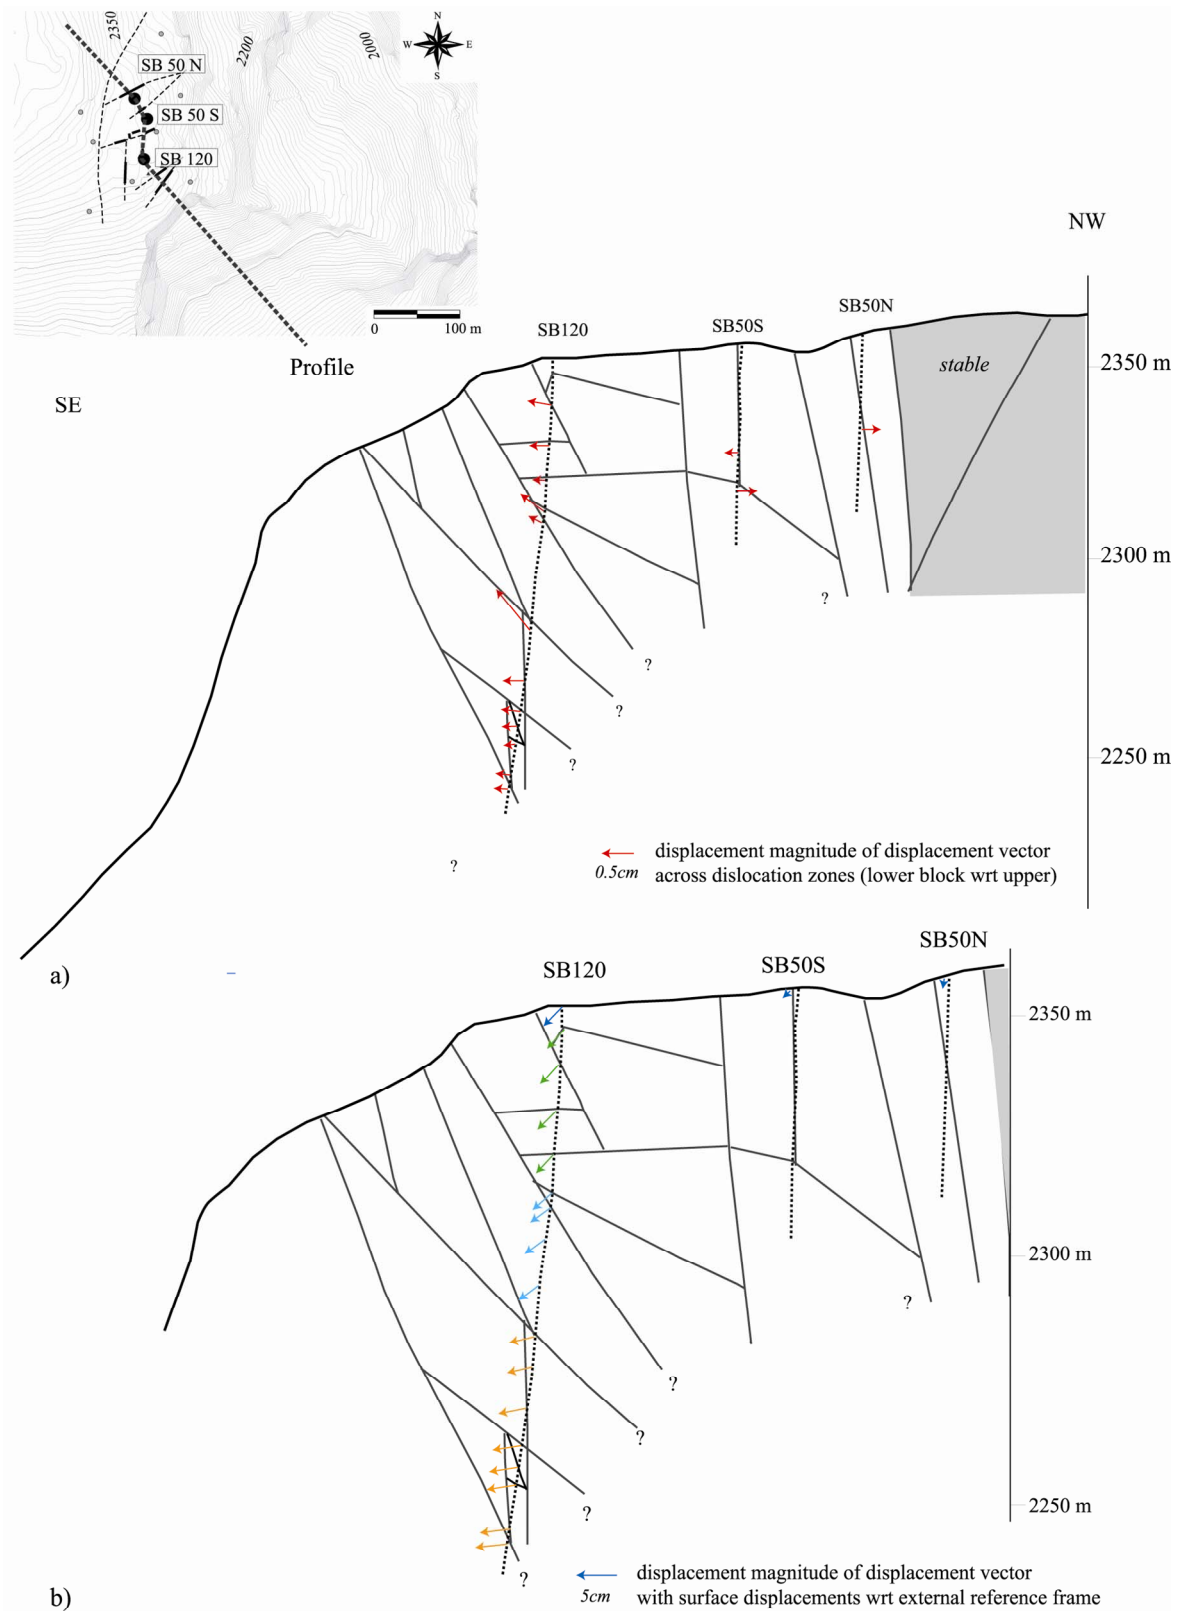 2350
2200
2000
N
W
E
S
SB 50 N
SB 50 S
SB 120
0
100 m
Profile
NW
SE
SB120
SB50S
SB50N
stable
2350 m
2300 m
2250 m
?
?
?
?
?
displacement magnitude of displacement vector
0.5cm
across dislocation zones (lower block wrt upper)
a)
SB120
SB50S
SB50N
2350 m
2300 m
2250 m
?
?
?
?
?
displacement magnitude of displacement vector
5cm
with surface displacements wrt external reference frame
b)